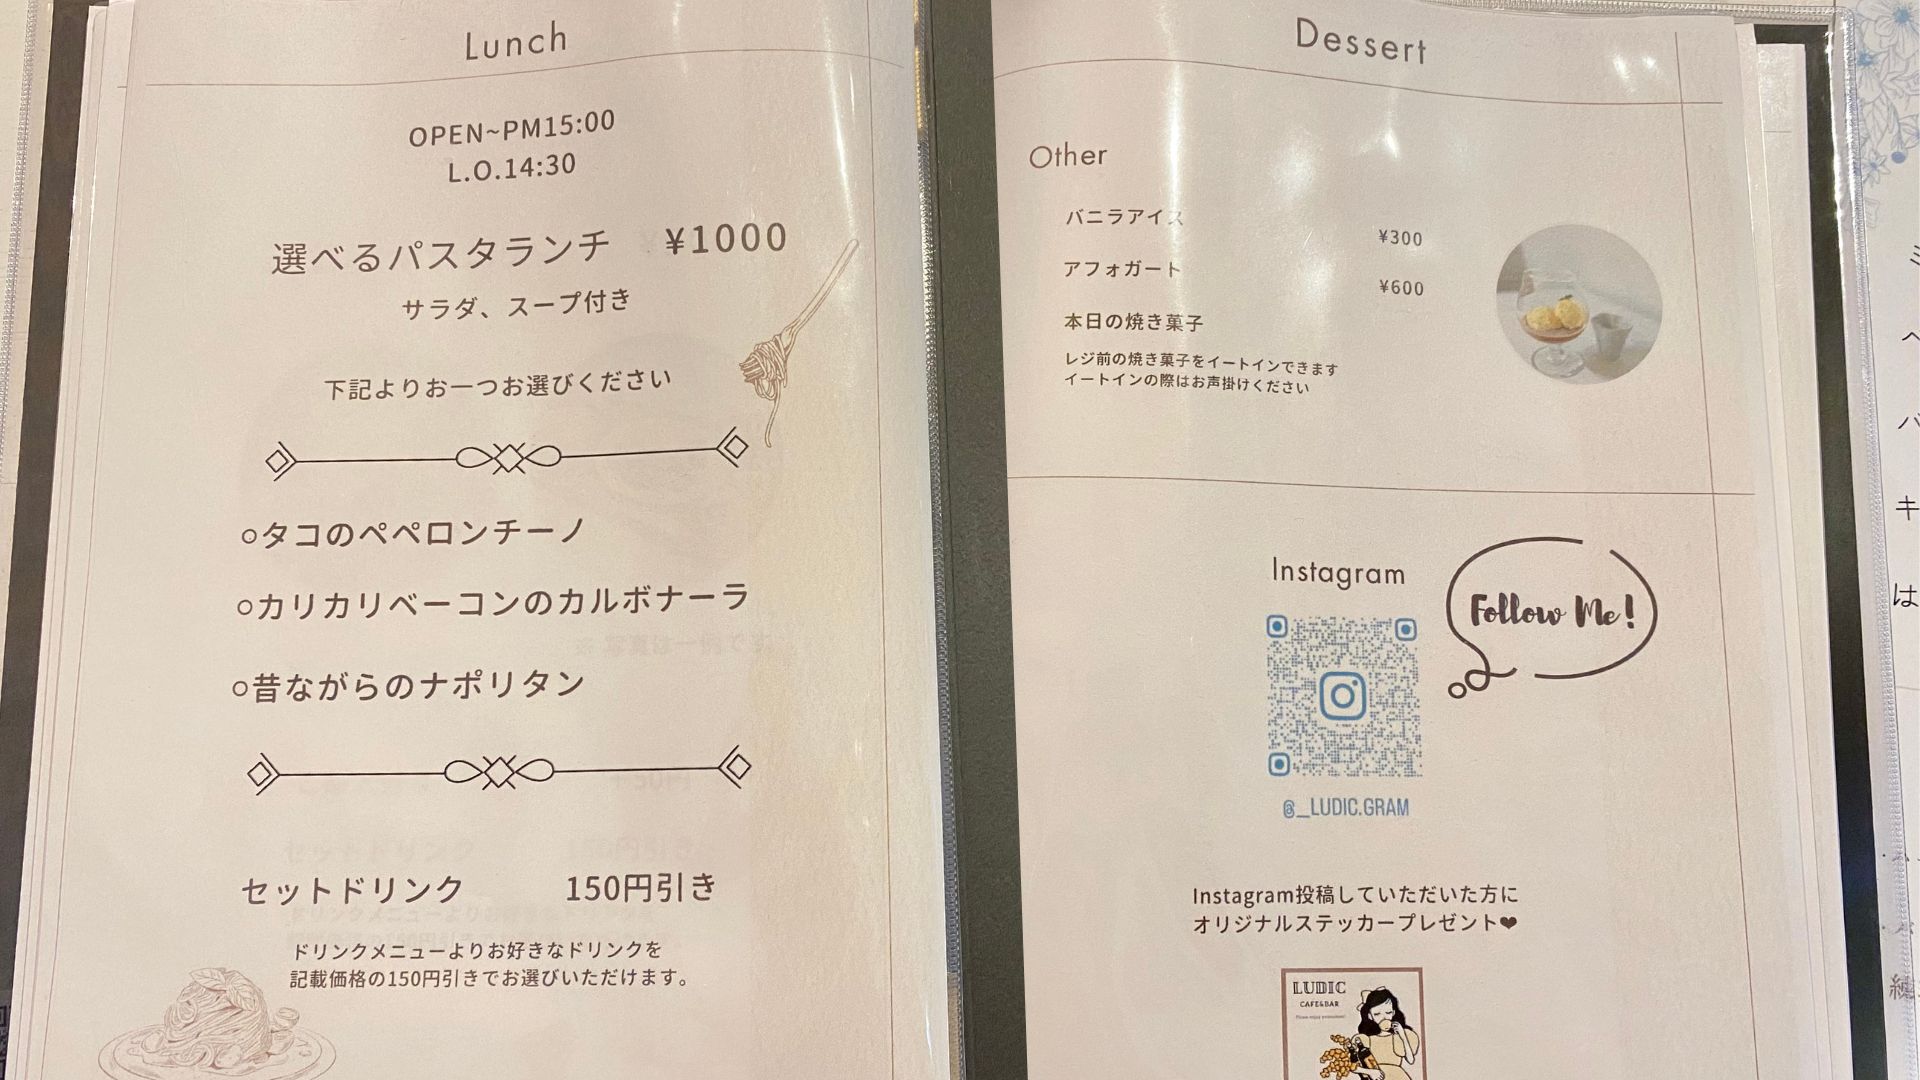 Lunch
OPEN~PM15:00
L.O.14:30
選べるパスタランチ ¥1000
サラダ、スープ付き
下記よりお一つお選びください
○タコのペペロンチーノ
○カリカリベーコンのカルボナーラ
○昔ながらのナポリタン
セットドリンク 150円引き
ドリンクメニューよりお好きなドリンクを
記載価格の150円引きでお選びいただけます。
Dessert
Other
バニラアイス ¥300
アフォガート ¥600
本日の焼き菓子
レジ前の焼き菓子をイートインできます
イートインの際はお声掛けください
Instagram
Follow Me!
@_LUDIC.GRAM
Instagram投稿していただいた方に
オリジナルステッカープレゼント❤
LUDIC
CAFE&BAR